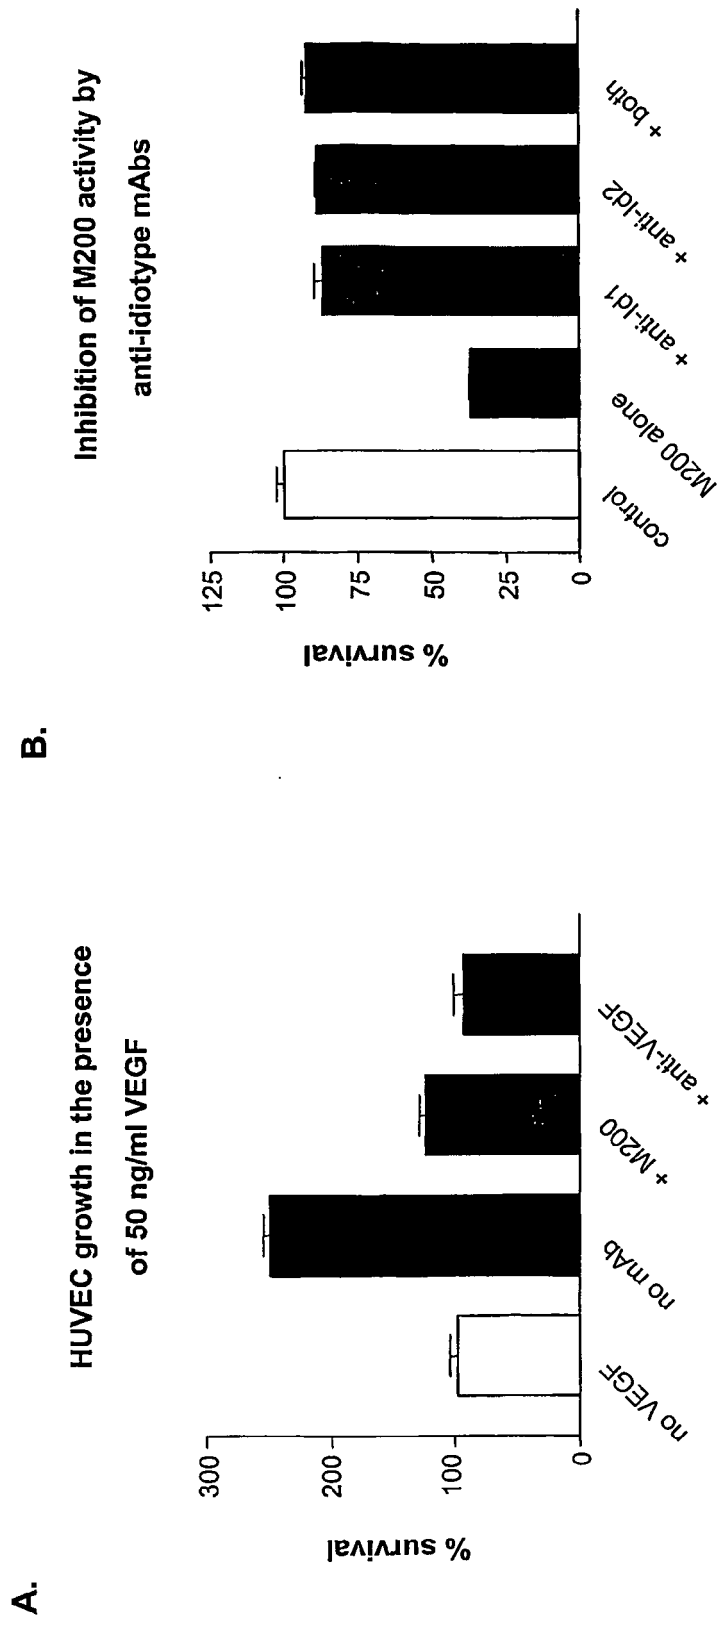 A.
HUVEC growth in the presence
of 50 ng/ml VEGF
% survival
300
200
100
0
no VEGF
no mAb
+ M200
+ anti-VEGF
B.
Inhibition of M200 activity by
anti-idiotype mAbs
% survival
125
100
75
50
25
0
control
M200 alone
+ anti-Id1
+ anti-Id2
+ both